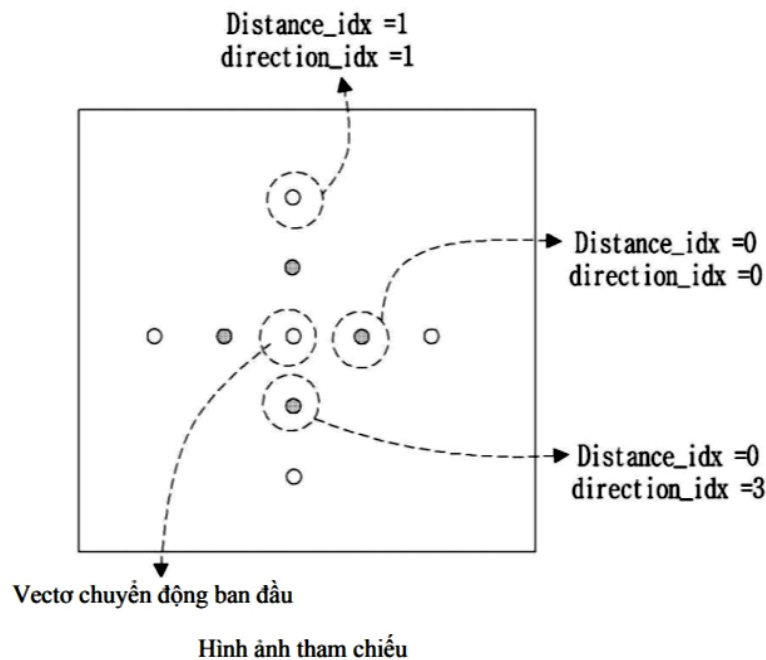 Distance_idx =1
direction_idx =1
Distance_idx =0
direction_idx =0
Distance_idx =0
direction_idx =3
Vectơ chuyển động ban đầu
Hình ảnh tham chiếu